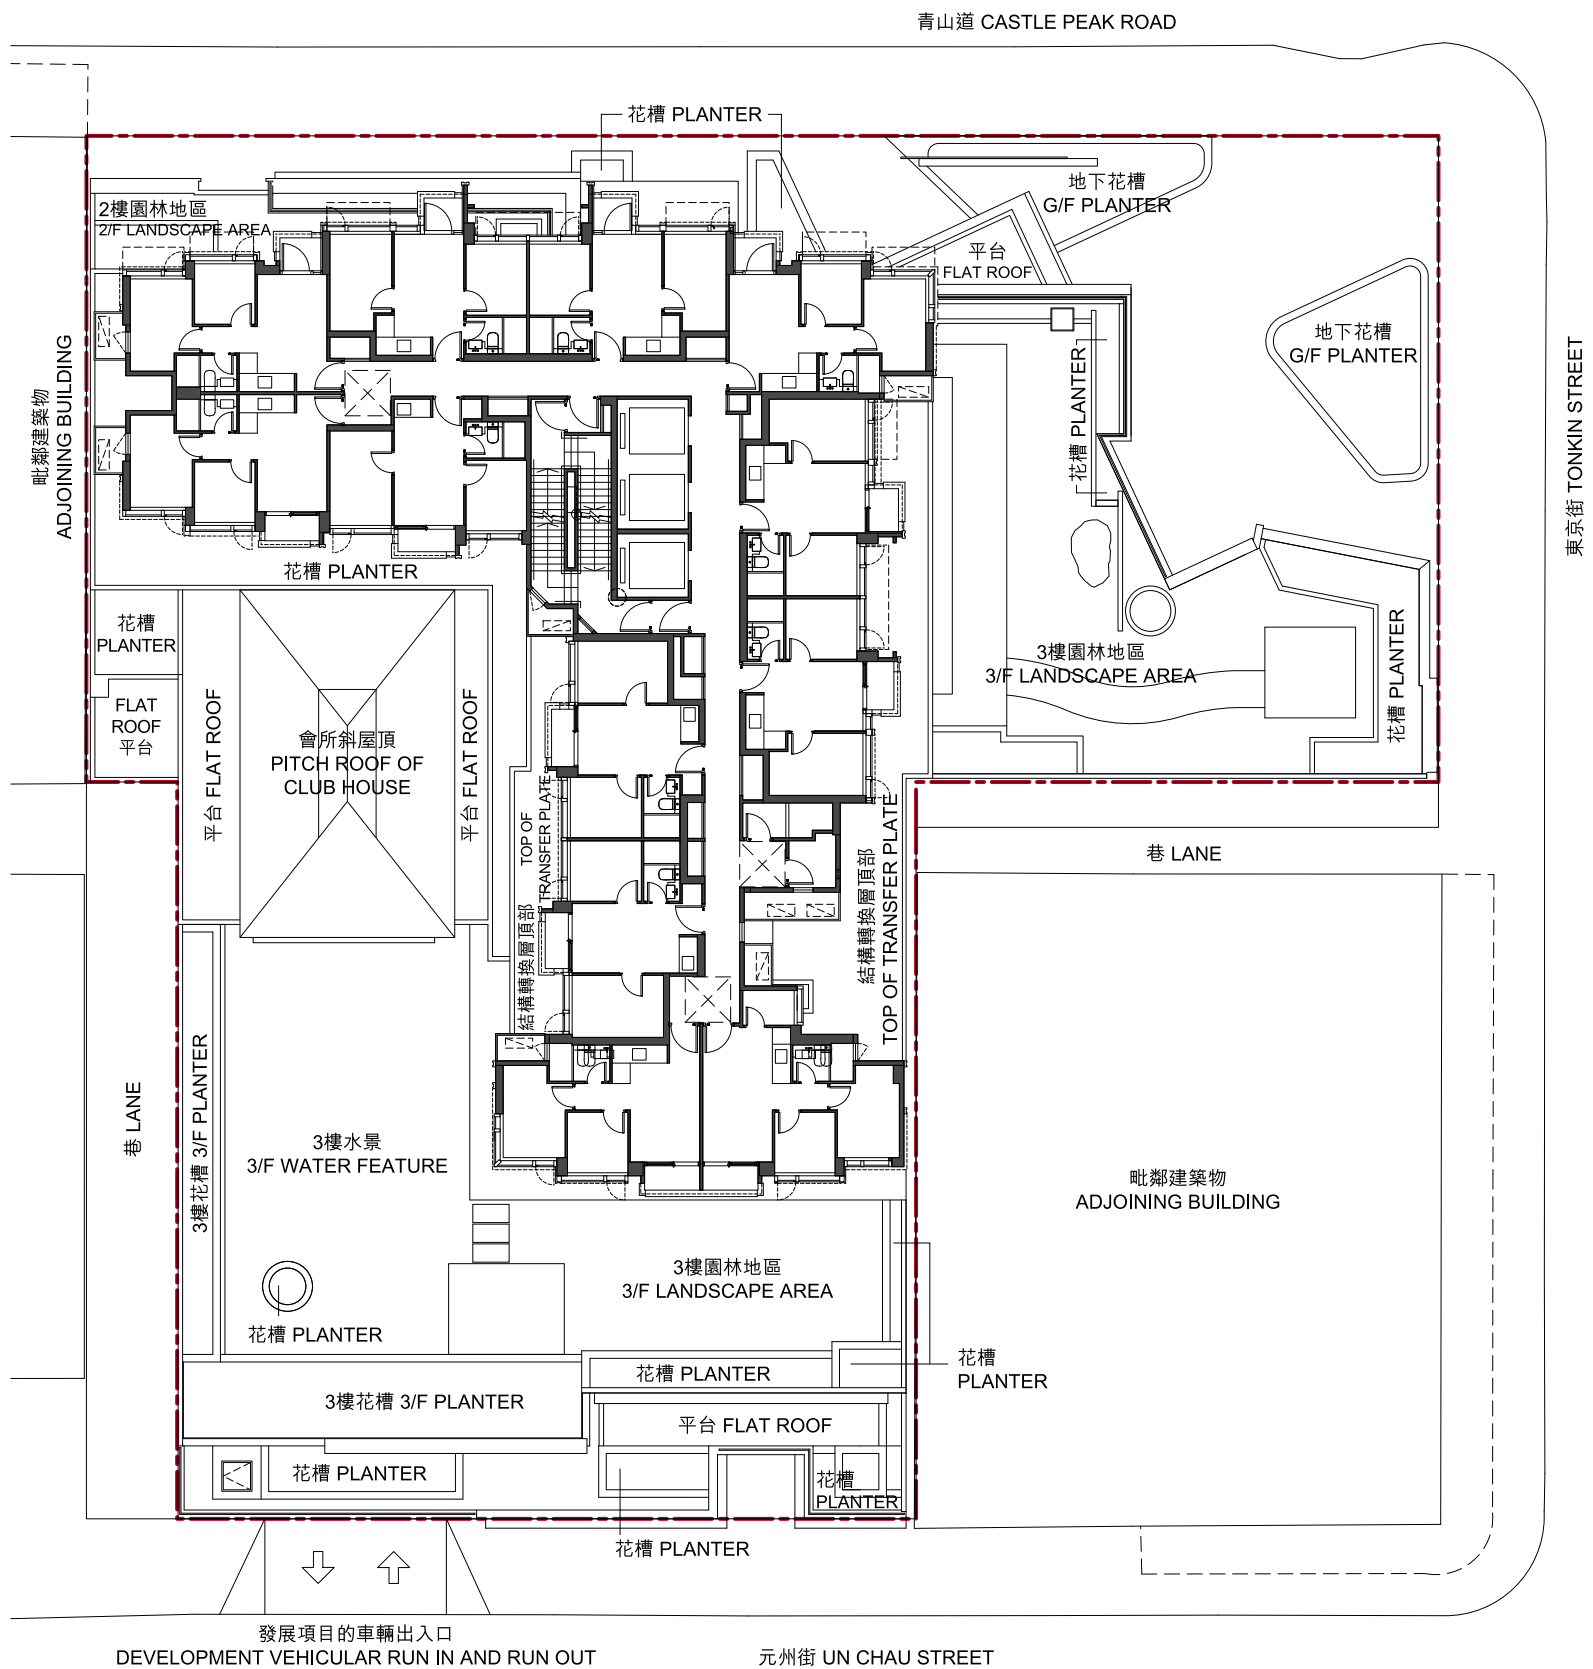 青山道 CASTLE PEAK ROAD
花槽 PLANTER
2樓園林地區
2/F LANDSCAPE AREA
地下花槽
G/F PLANTER
平台
FLAT ROOF
地下花槽
G/F PLANTER
花槽 PLANTER
毗鄰建築物
ADJOINING BUILDING
東京街 TONKIN STREET
花槽 PLANTER
花槽
PLANTER
FLAT
ROOF
平台
平台 FLAT ROOF
會所斜屋頂
PITCH ROOF OF
CLUB HOUSE
平台 FLAT ROOF
3樓園林地區
3/F LANDSCAPE AREA
花槽 PLANTER
結構轉換層頂部
TOP OF
TRANSFER PLATE
結構轉換層頂部
TOP OF TRANSFER PLATE
巷 LANE
巷 LANE
3樓花槽 3/F PLANTER
3樓水景
3/F WATER FEATURE
毗鄰建築物
ADJOINING BUILDING
3樓園林地區
3/F LANDSCAPE AREA
花槽 PLANTER
花槽 PLANTER
花槽
PLANTER
3樓花槽 3/F PLANTER
平台 FLAT ROOF
花槽 PLANTER
花槽
PLANTER
花槽 PLANTER
發展項目的車輛出入口
DEVELOPMENT VEHICULAR RUN IN AND RUN OUT
元州街 UN CHAU STREET